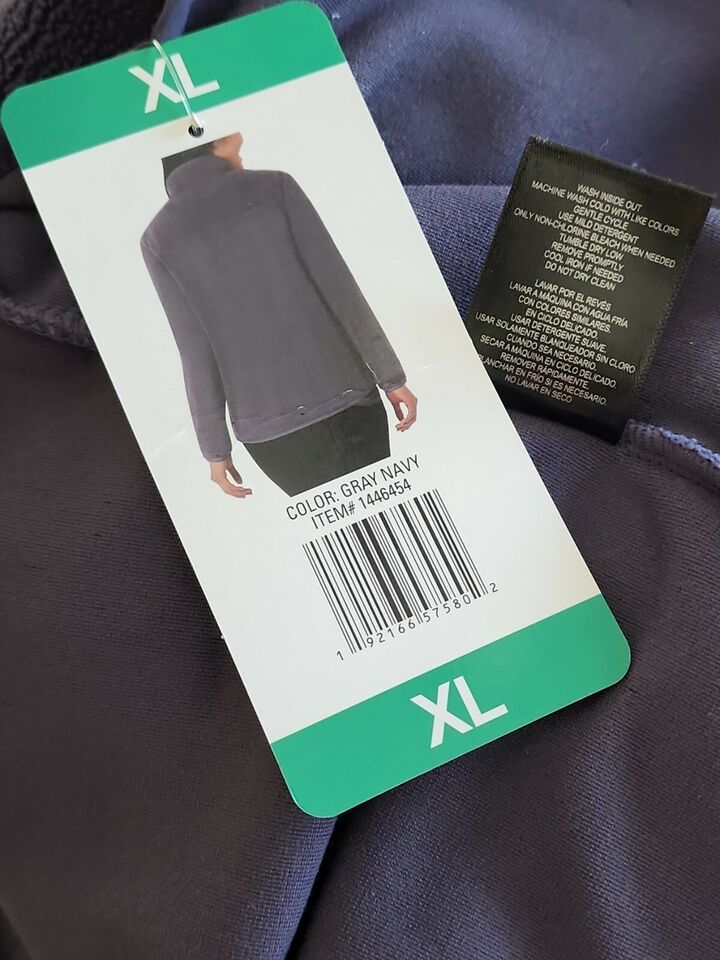 XL
COLOR: GRAY NAVY
ITEM# 1446454
1 92166 57580 2
XL
WASH INSIDE OUT
MACHINE WASH COLD WITH LIKE COLORS
GENTLE CYCLE
USE MILD DETERGENT
ONLY NON-CHLORINE BLEACH WHEN NEEDED
TUMBLE DRY LOW
REMOVE PROMPTLY
COOL IRON IF NEEDED
DO NOT DRY CLEAN
LAVAR POR EL REVÉS
LAVAR A MÁQUINA CON AGUA FRÍA
CON COLORES SIMILARES.
EN CICLO DELICADO.
USAR DETERGENTE SUAVE.
USAR SOLAMENTE BLANQUEADOR SIN CLORO
CUANDO SEA NECESARIO.
SECAR A MÁQUINA EN CICLO DELICADO
REMOVER RÁPIDAMENTE.
PLANCHAR EN FRÍO SI ES NECESARIO.
NO LAVAR EN SECO